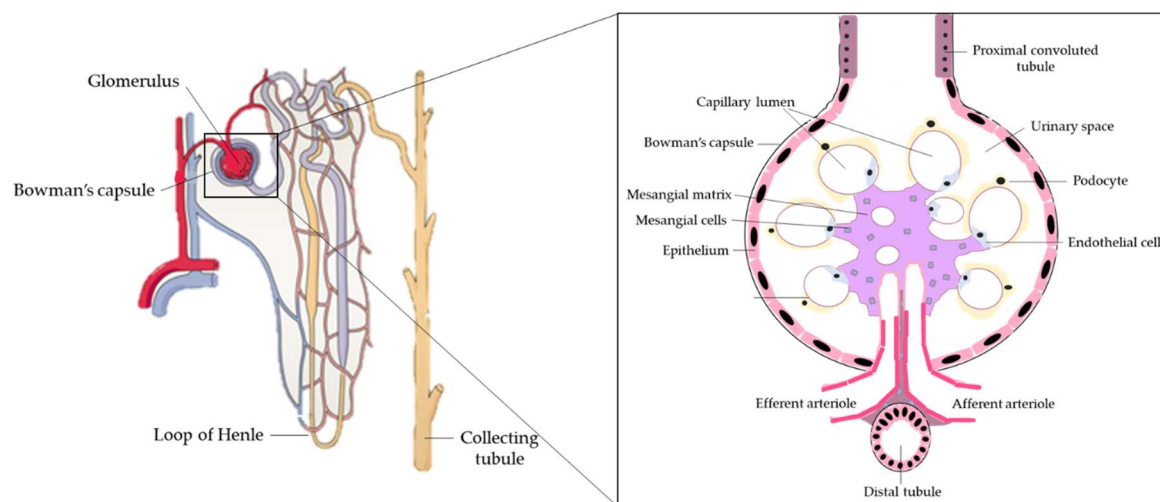 Glomerulus
Bowman's capsule
Loop of Henle
Collecting
tubule
Proximal convoluted
tubule
Capillary lumen
Bowman's capsule
Urinary space
Mesangial matrix
Podocyte
Mesangial cells
Epithelium
Endothelial cell
Efferent arteriole
Afferent arteriole
Distal tubule